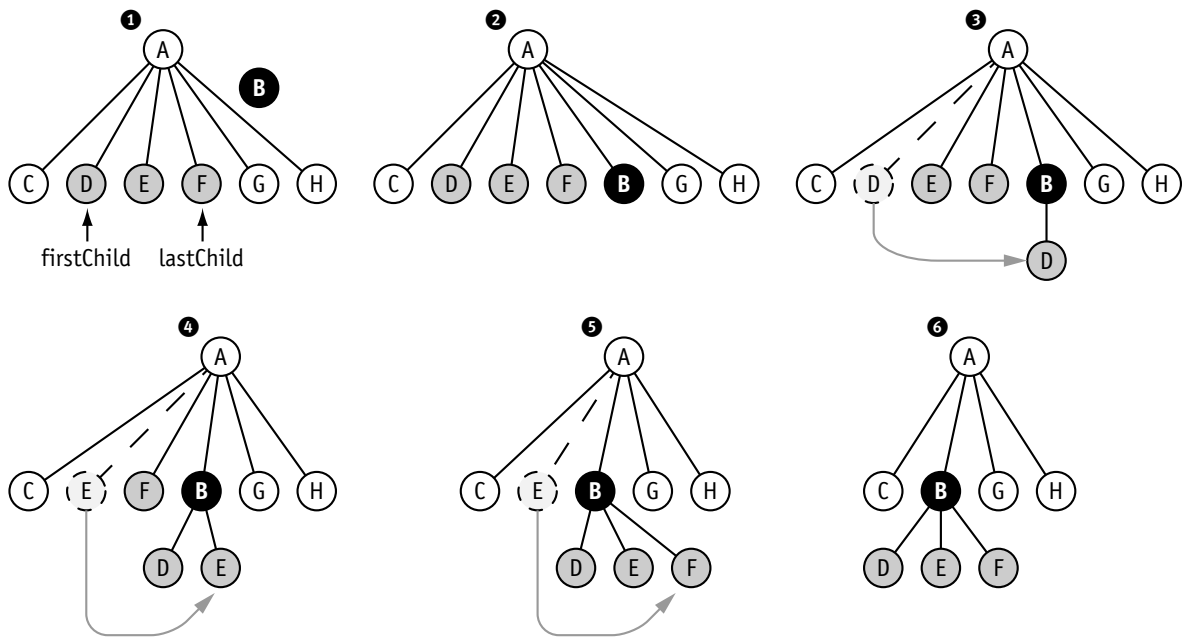 ❶ ❷ ❸
A A A
B
C D E F G H C D E F B G H C D E F B G H
firstChild lastChild D
❹ ❺ ❻
A A A
C E F B G H C E B G H C B G H
D E D E F D E F